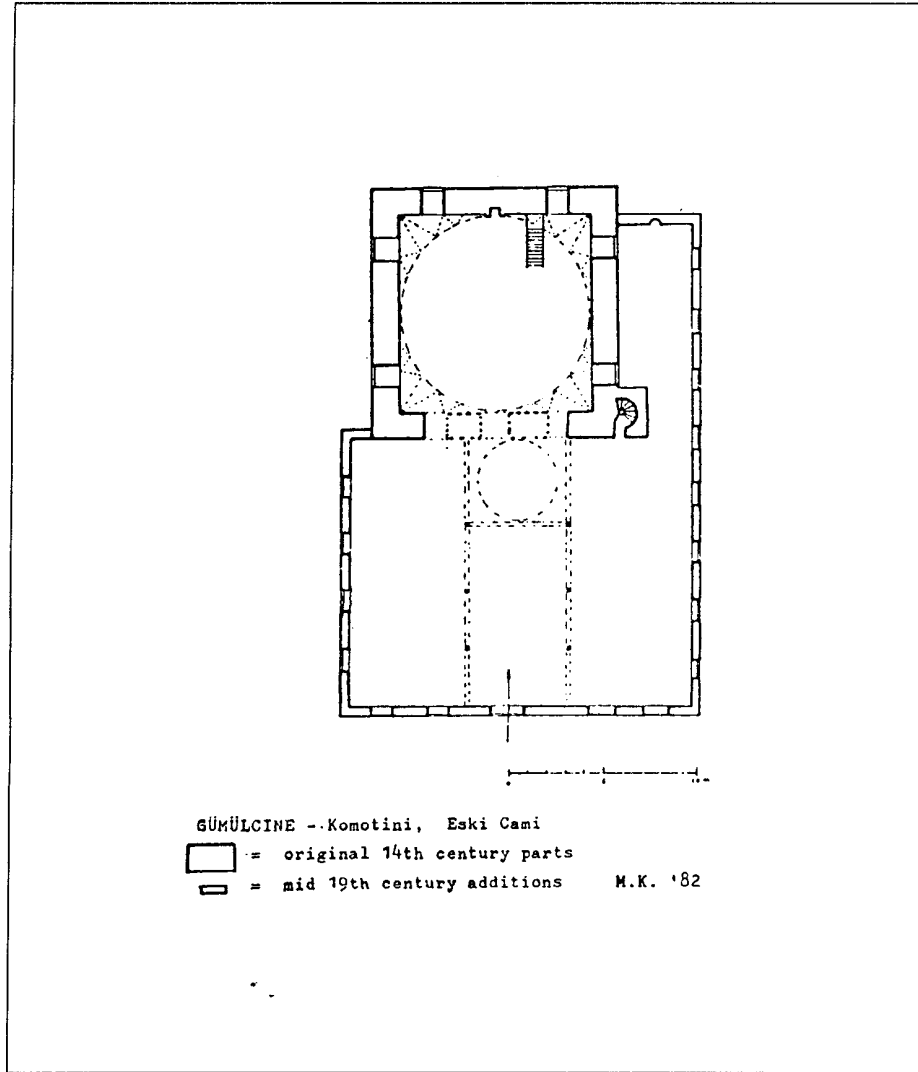 GÜMÜLCINE - Komotini, Eski Cami
= original 14th century parts
= mid 19th century additions M.K. '82